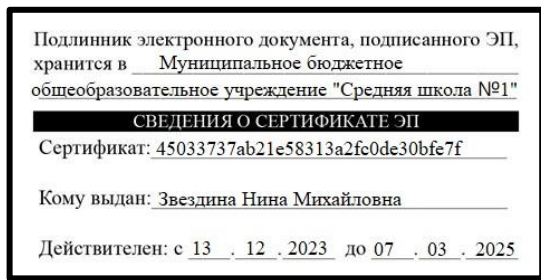 Подлинник электронного документа, подписанного ЭП,
хранится в Муниципальное бюджетное
общеобразовательное учреждение "Средняя школа №1"
СВЕДЕНИЯ О СЕРТИФИКАТЕ ЭП
Сертификат: 45033737ab21e58313a2fc0de30bfe7f
Кому выдан: Звездина Нина Михайловна
Действителен: с 13 . 12 . 2023 до 07 . 03 . 2025